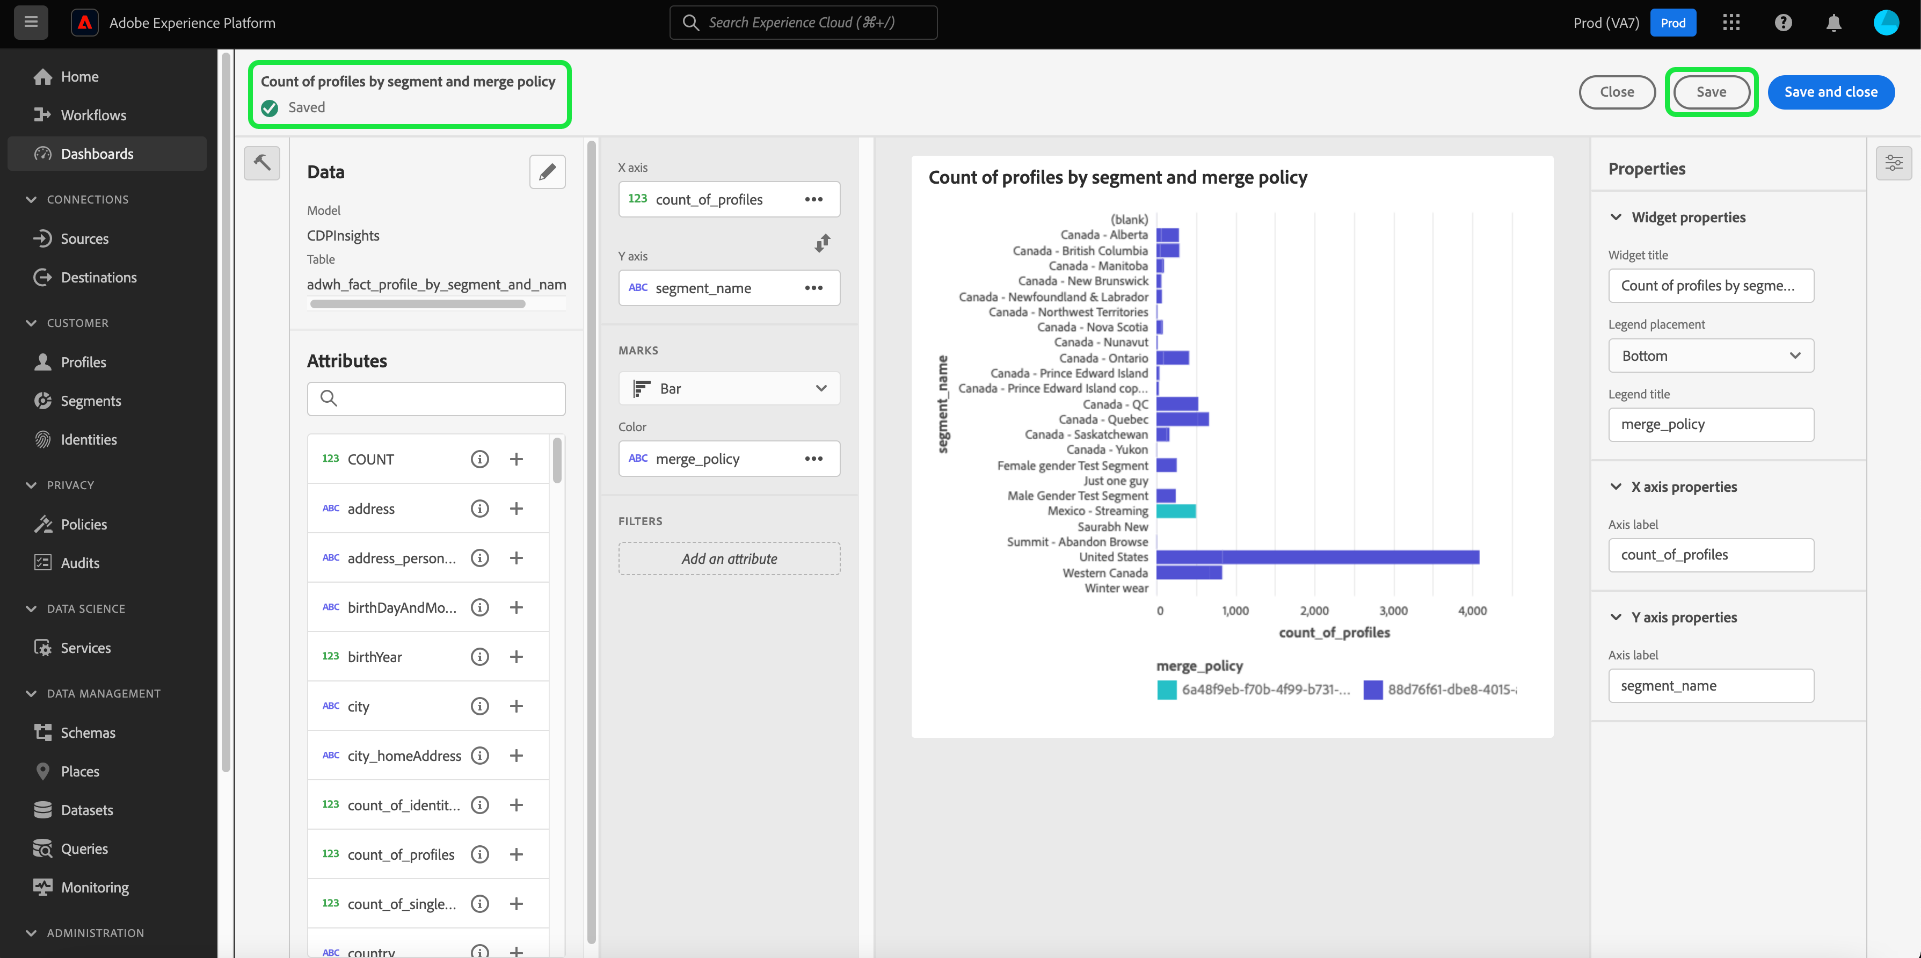 Adobe Experience Platform
Search Experience Cloud (⌘+/)
Prod (VA7)
Prod
Home
Workflows
Dashboards
CONNECTIONS
Sources
Destinations
CUSTOMER
Profiles
Segments
Identities
PRIVACY
Policies
Audits
DATA SCIENCE
Services
DATA MANAGEMENT
Schemas
Places
Datasets
Queries
Monitoring
ADMINISTRATION
Count of profiles by segment and merge policy
Saved
Close
Save
Save and close
Data
Model
CDPInsights
Table
adwh_fact_profile_by_segment_and_nam
Attributes
123 COUNT
ABC address
ABC address_person...
ABC birthDayAndMo...
123 birthYear
ABC city
ABC city_homeAddress
123 count_of_identit...
123 count_of_profiles
123 count_of_single...
ABC country
X axis
123 count_of_profiles
Y axis
ABC segment_name
MARKS
Bar
Color
ABC merge_policy
FILTERS
Add an attribute
Count of profiles by segment and merge policy
segment_name
(blank)
Canada - Alberta
Canada - British Columbia
Canada - Manitoba
Canada - New Brunswick
Canada - Newfoundland & Labrador
Canada - Northwest Territories
Canada - Nova Scotia
Canada - Nunavut
Canada - Ontario
Canada - Prince Edward Island
Canada - Prince Edward Island cop...
Canada - QC
Canada - Quebec
Canada - Saskatchewan
Canada - Yukon
Female gender Test Segment
Just one guy
Male Gender Test Segment
Mexico - Streaming
Saurabh New
Summit - Abandon Browse
United States
Western Canada
Winter wear
0 1,000 2,000 3,000 4,000
count_of_profiles
merge_policy
6a48f9eb-f70b-4f99-b731-... 88d76f61-dbe8-4015-
Properties
Widget properties
Widget title
Count of profiles by segme...
Legend placement
Bottom
Legend title
merge_policy
X axis properties
Axis label
count_of_profiles
Y axis properties
Axis label
segment_name